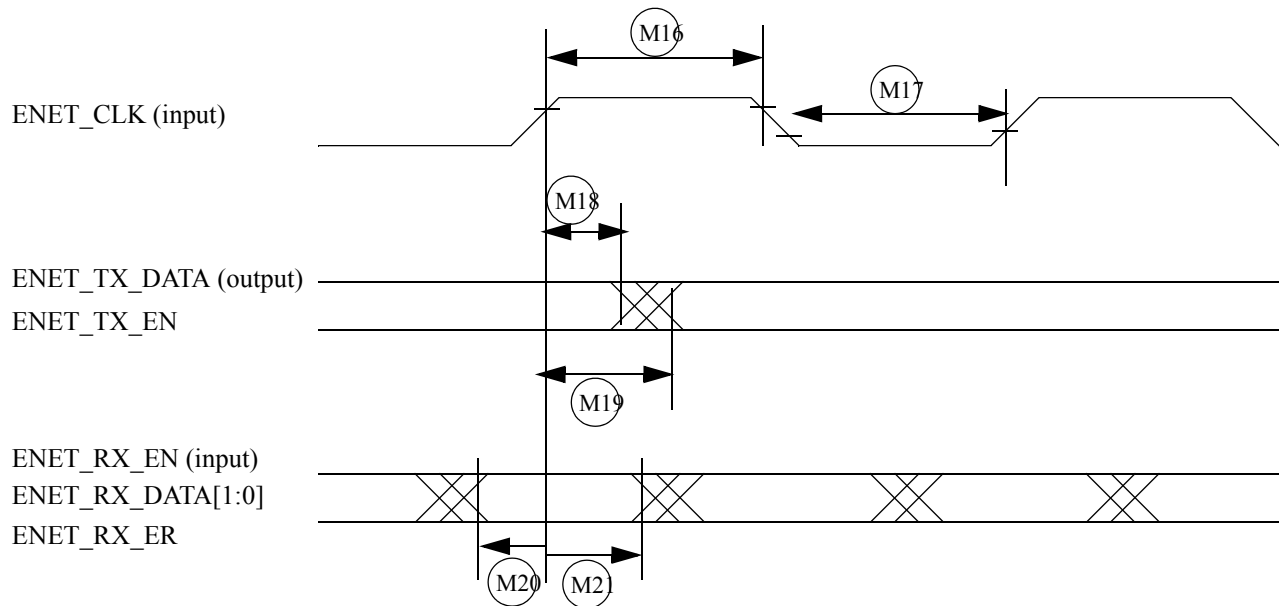 M16
M17
ENET_CLK (input)
M18
ENET_TX_DATA (output)
ENET_TX_EN
M19
ENET_RX_EN (input)
ENET_RX_DATA[1:0]
ENET_RX_ER
M20
M21